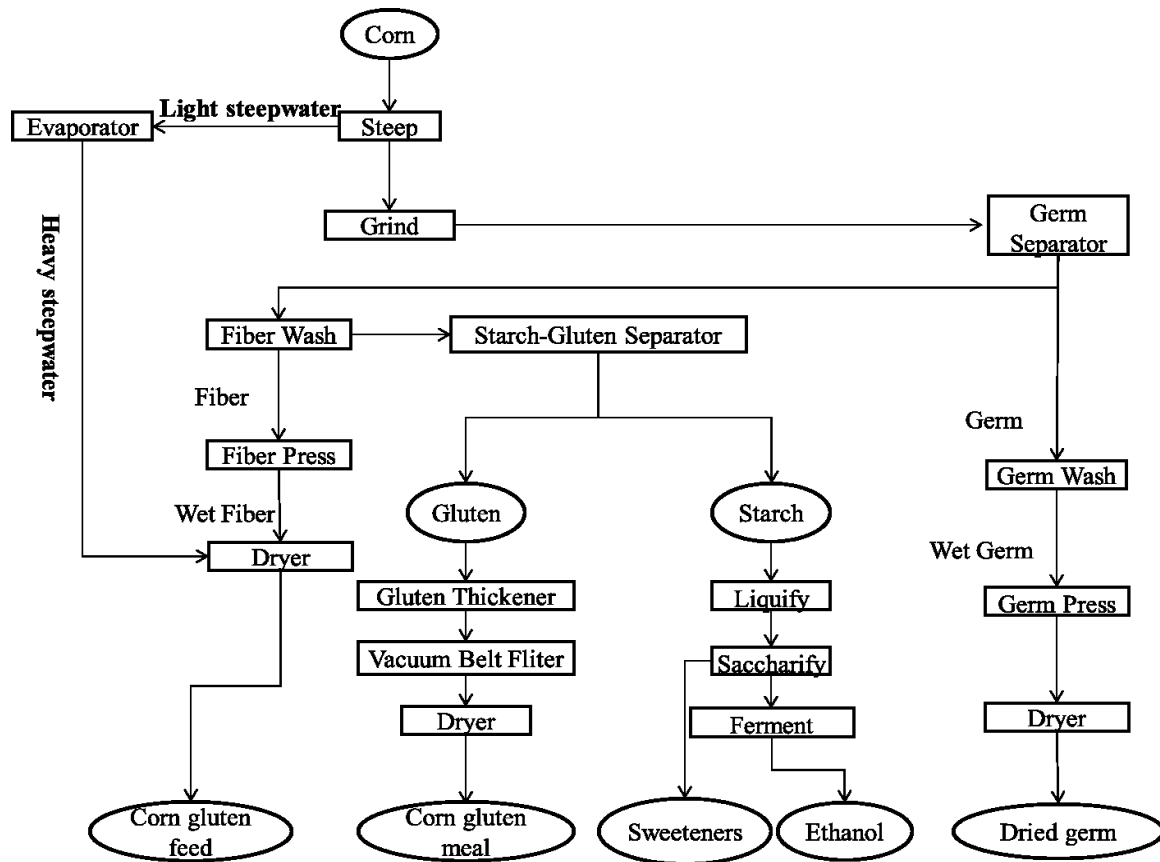 Corn
Light steepwater
Evaporator
Steep
Grind
Germ
Separator
Heavy steepwater
Fiber Wash
Starch-Gluten Separator
Fiber
Germ
Fiber Press
Germ Wash
Wet Fiber
Gluten
Starch
Wet Germ
Dryer
Gluten Thickener
Liquify
Germ Press
Vacuum Belt Fliter
Saccharify
Dryer
Ferment
Dryer
Corn gluten
feed
Corn gluten
meal
Sweeteners
Ethanol
Dried germ